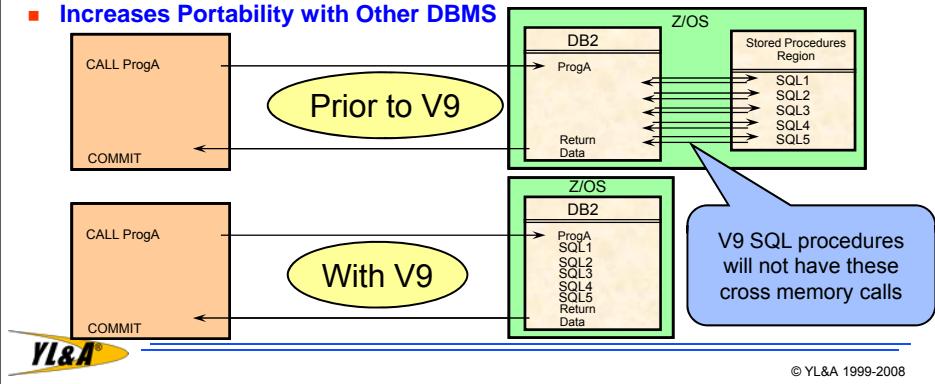 Increases Portability with Other DBMS
Z/OS
CALL ProgA
COMMIT
Prior to V9
DB2
ProgA
Return
Data
Stored Procedures
Region
SQL1
SQL2
SQL3
SQL4
SQL5
CALL ProgA
COMMIT
With V9
Z/OS
DB2
ProgA
SQL1
SQL2
SQL3
SQL4
SQL5
Return
Data
V9 SQL procedures
will not have these
cross memory calls
YL&A®
© YL&A 1999-2008